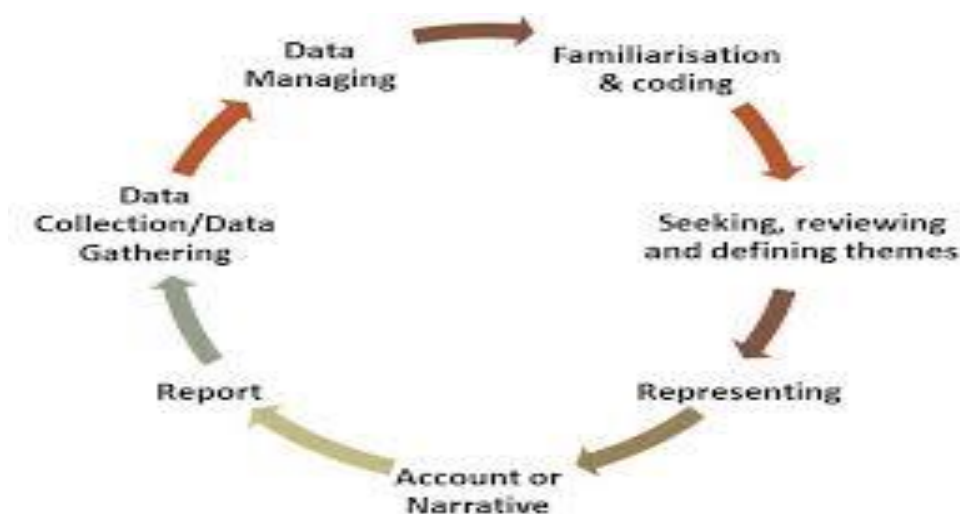 Data
Managing
Familiarisation
& coding
Seeking, reviewing
and defining themes
Representing
Account or
Narrative
Report
Data
Collection/Data
Gathering